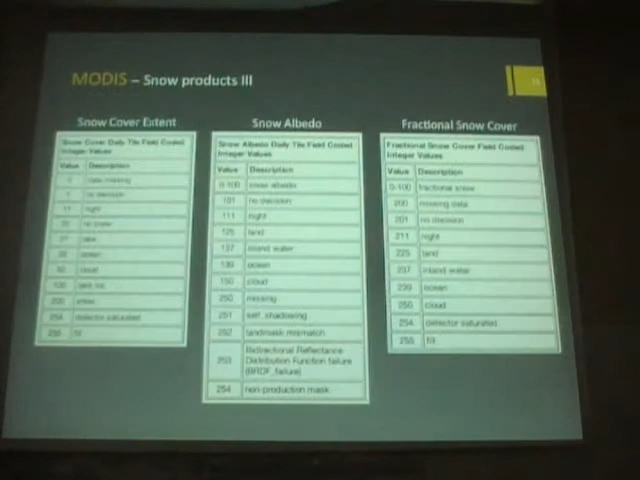 MODIS – Snow products III
Snow Cover Extent
Snow Cover Daily Tile Field Coded
Integer Values
Value Description
0 data missing
1 no decision
11 night
25 no snow
37 lake
39 ocean
50 cloud
100 lake ice
200 snow
254 detector saturated
255 fill
Snow Albedo
Snow Albedo Daily Tile Field Coded
Integer Values
Value Description
0-100 snow albedo
101 no decision
111 night
125 land
137 inland water
139 ocean
150 cloud
250 missing
251 self_shadowing
252 landmask mismatch
253 Bidirectional Reflectance
Distribution Function failure
(BRDF_failure)
254 non-production mask
Fractional Snow Cover
Fractional Snow Cover Field Coded
Integer Values
Value Description
0-100 fractional snow
200 missing data
201 no decision
211 night
225 land
237 inland water
239 ocean
250 cloud
254 detector saturated
255 fill